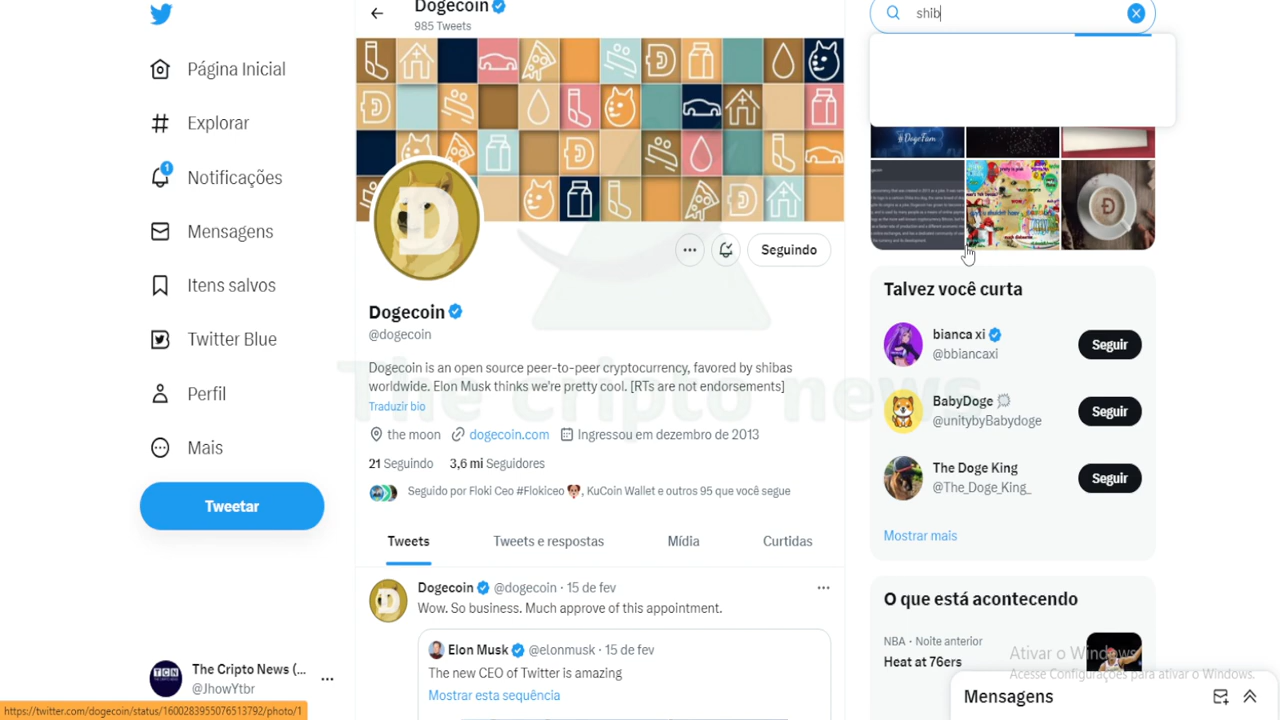 Dogecoin
985 Tweets
shib
Página Inicial
Explorar
1
Notificações
Mensagens
Itens salvos
Twitter Blue
Perfil
Mais
Tweetar
The Cripto News (...
@JhowYtbr
https://twitter.com/dogecoin/status/1600283955076513792/photo/1
Seguindo
Dogecoin
@dogecoin
Dogecoin is an open source peer-to-peer cryptocurrency, favored by shibas
worldwide. Elon Musk thinks we're pretty cool. [RTs are not endorsements]
Traduzir bio
the moon dogecoin.com Ingressou em dezembro de 2013
21 Seguindo 3,6 mi Seguidores
Seguido por Floki Ceo #Flokiceo, KuCoin Wallet e outros 95 que você segue
Tweets Tweets e respostas Mídia Curtidas
Dogecoin @dogecoin · 15 de fev
Wow. So business. Much approve of this appointment.
Elon Musk @elonmusk · 15 de fev
The new CEO of Twitter is amazing
Mostrar esta sequência
The cripto news
#DogeFam
Talvez você curta
bianca xi
@bbiancaxi
Seguir
BabyDoge
@unitybyBabydoge
Seguir
The Doge King
@The_Doge_King_
Seguir
Mostrar mais
O que está acontecendo
NBA · Noite anterior
Heat at 76ers
Ativar o Windows
Acesse Configurações para ativar o Windows.
Mensagens